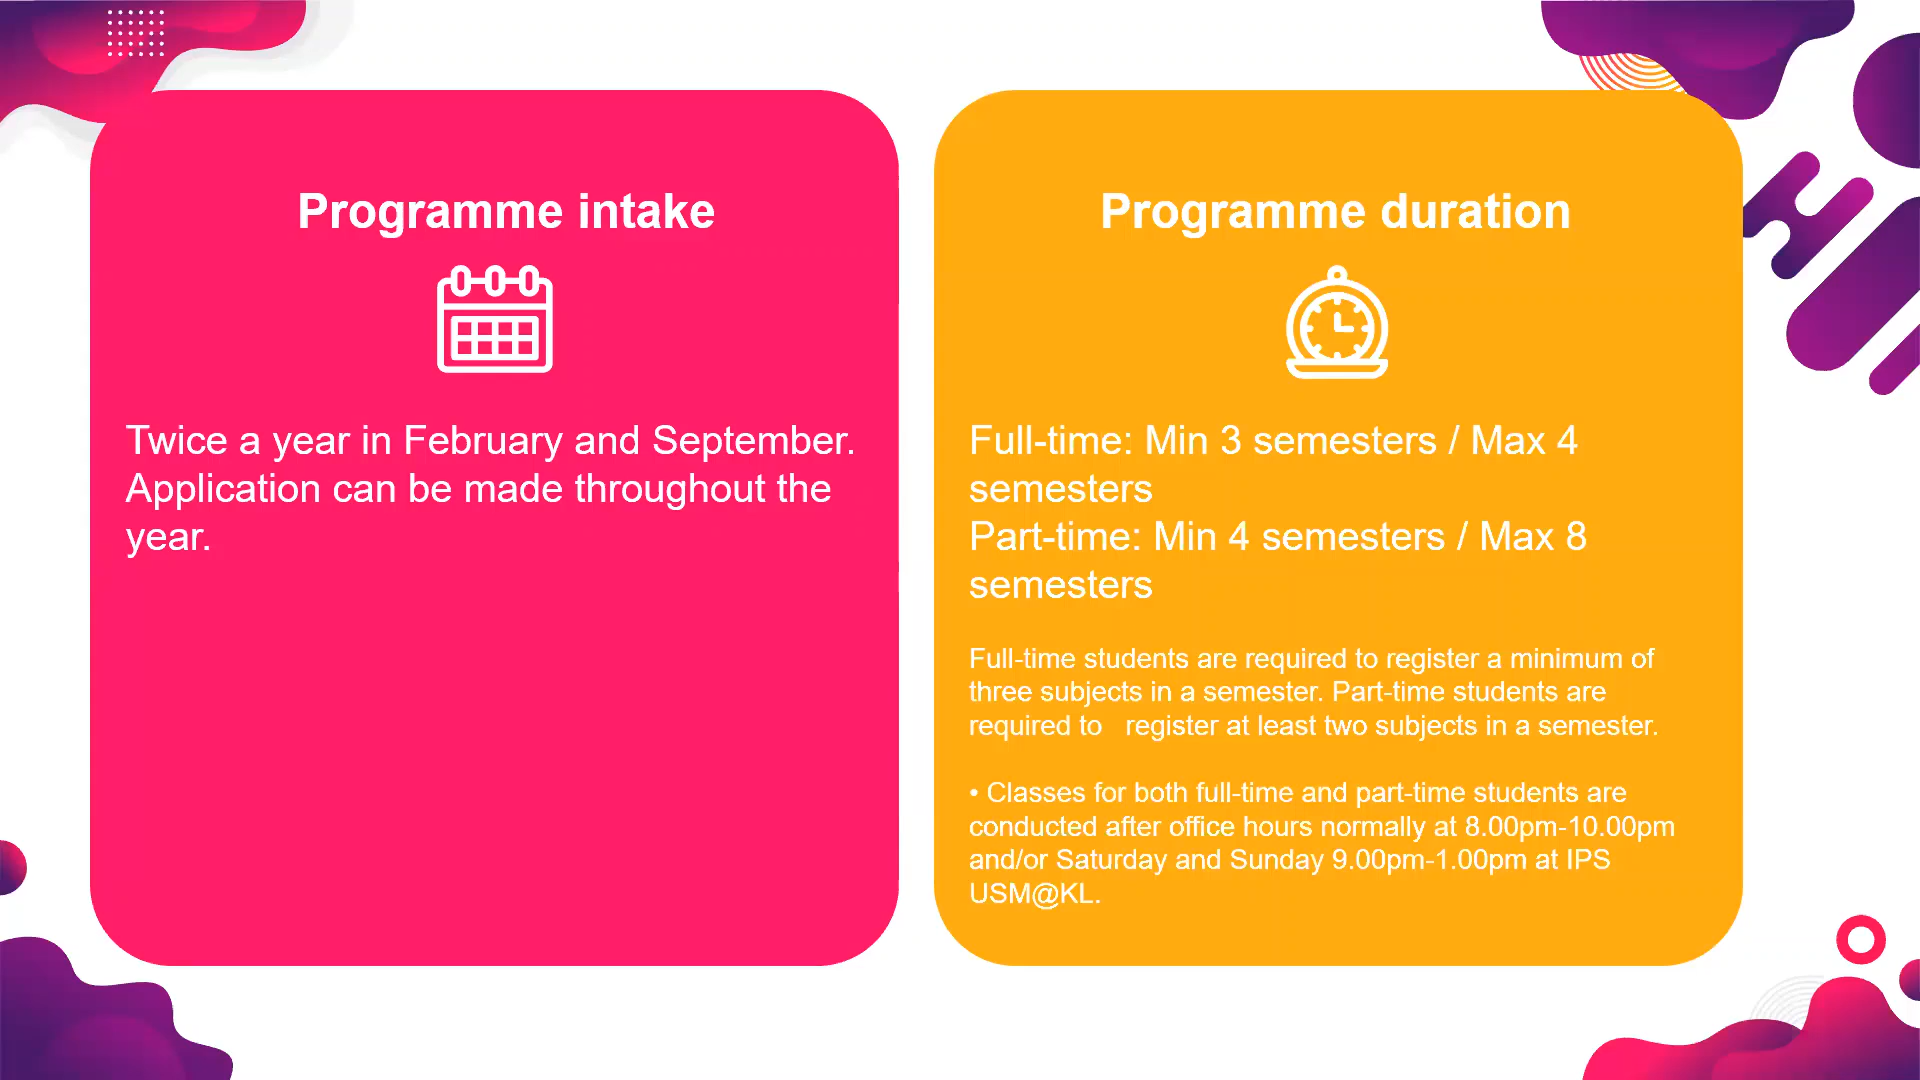 Programme intake
Twice a year in February and September.
Application can be made throughout the
year.
Programme duration
Full-time: Min 3 semesters / Max 4
semesters
Part-time: Min 4 semesters / Max 8
semesters
Full-time students are required to register a minimum of
three subjects in a semester. Part-time students are
required to   register at least two subjects in a semester.
• Classes for both full-time and part-time students are
conducted after office hours normally at 8.00pm-10.00pm
and/or Saturday and Sunday 9.00pm-1.00pm at IPS
USM@KL.